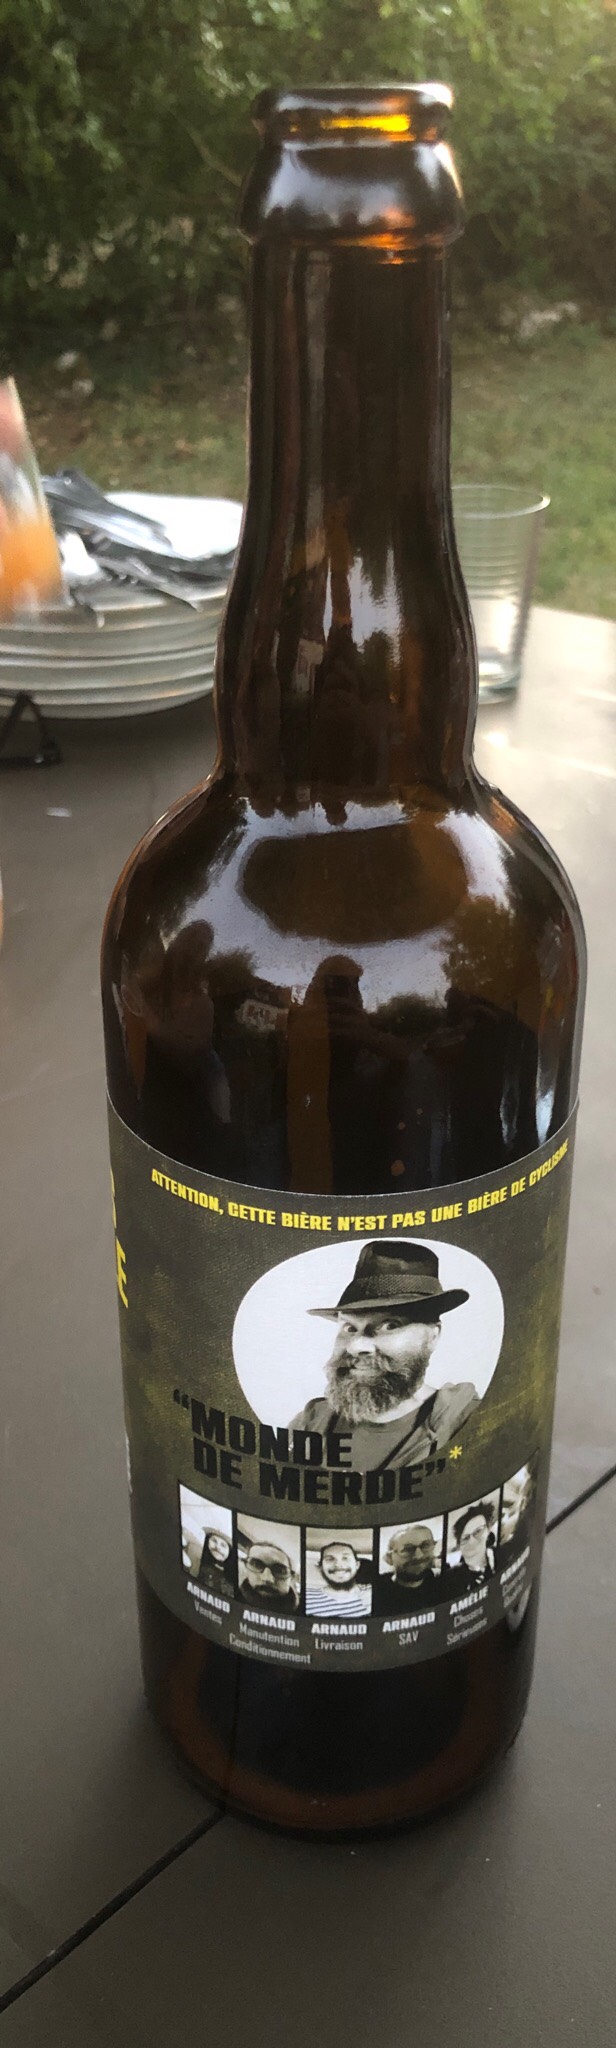 ATTENTION, CETTE BIÈRE N'EST PAS UNE BIÈRE DE CYCLISME
"MONDE
DE MERDE"*
ARNAUD
Ventes
ARNAUD
Manutention
Conditionnement
ARNAUD
Livraison
ARNAUD
SAV
AMÉLIE
Choses
Sérieuses
ARNAUD